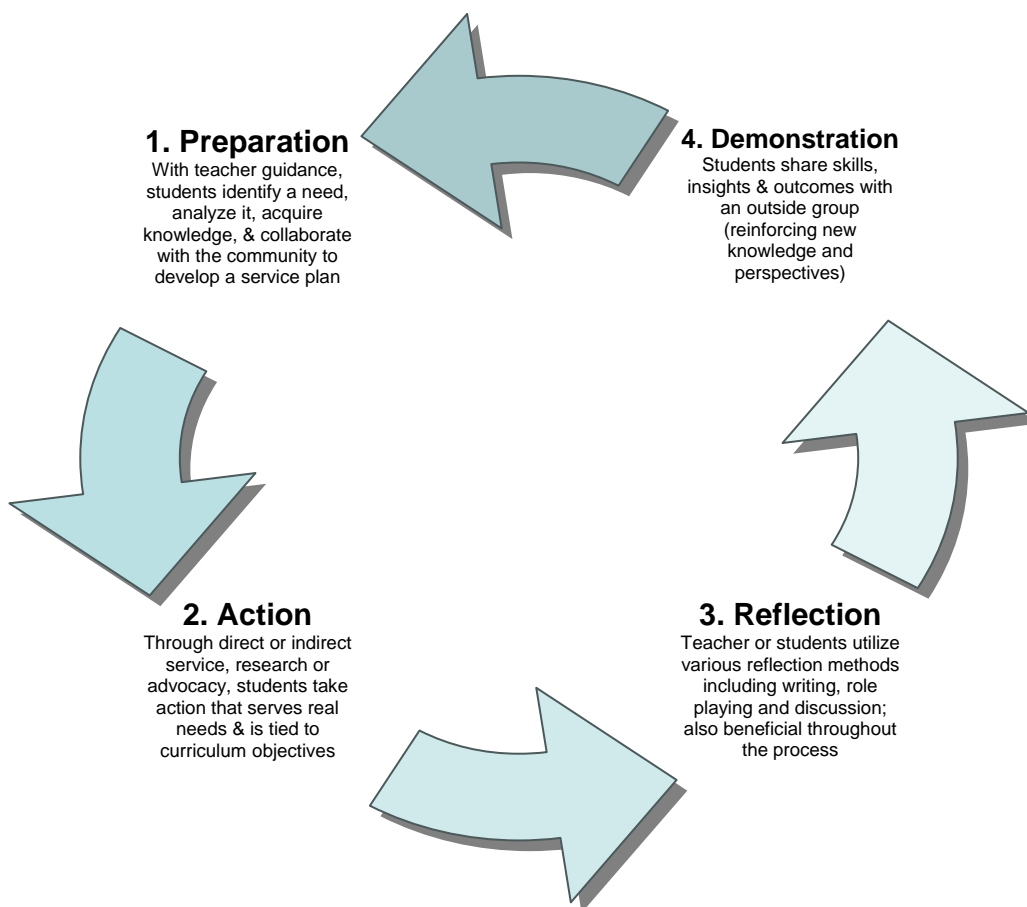 1. Preparation
With teacher guidance,
students identify a need,
analyze it, acquire
knowledge, & collaborate
with the community to
develop a service plan
2. Action
Through direct or indirect
service, research or
advocacy, students take
action that serves real
needs & is tied to
curriculum objectives
3. Reflection
Teacher or students utilize
various reflection methods
including writing, role
playing and discussion;
also beneficial throughout
the process
4. Demonstration
Students share skills,
insights & outcomes with
an outside group
(reinforcing new
knowledge and
perspectives)